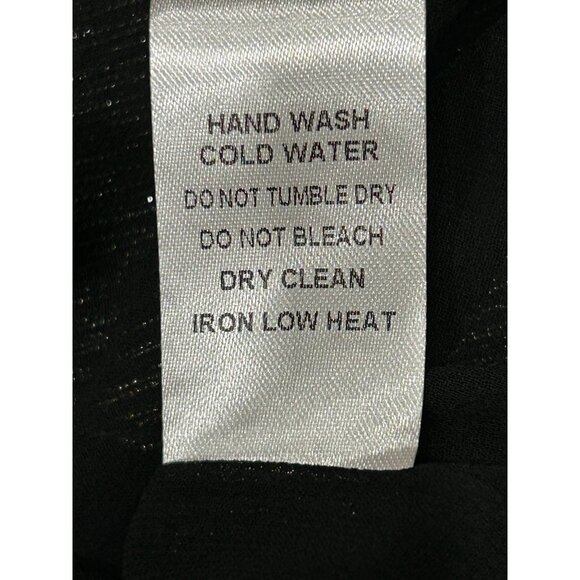 HAND WASH
COLD WATER
DO NOT TUMBLE DRY
DO NOT BLEACH
DRY CLEAN
IRON LOW HEAT